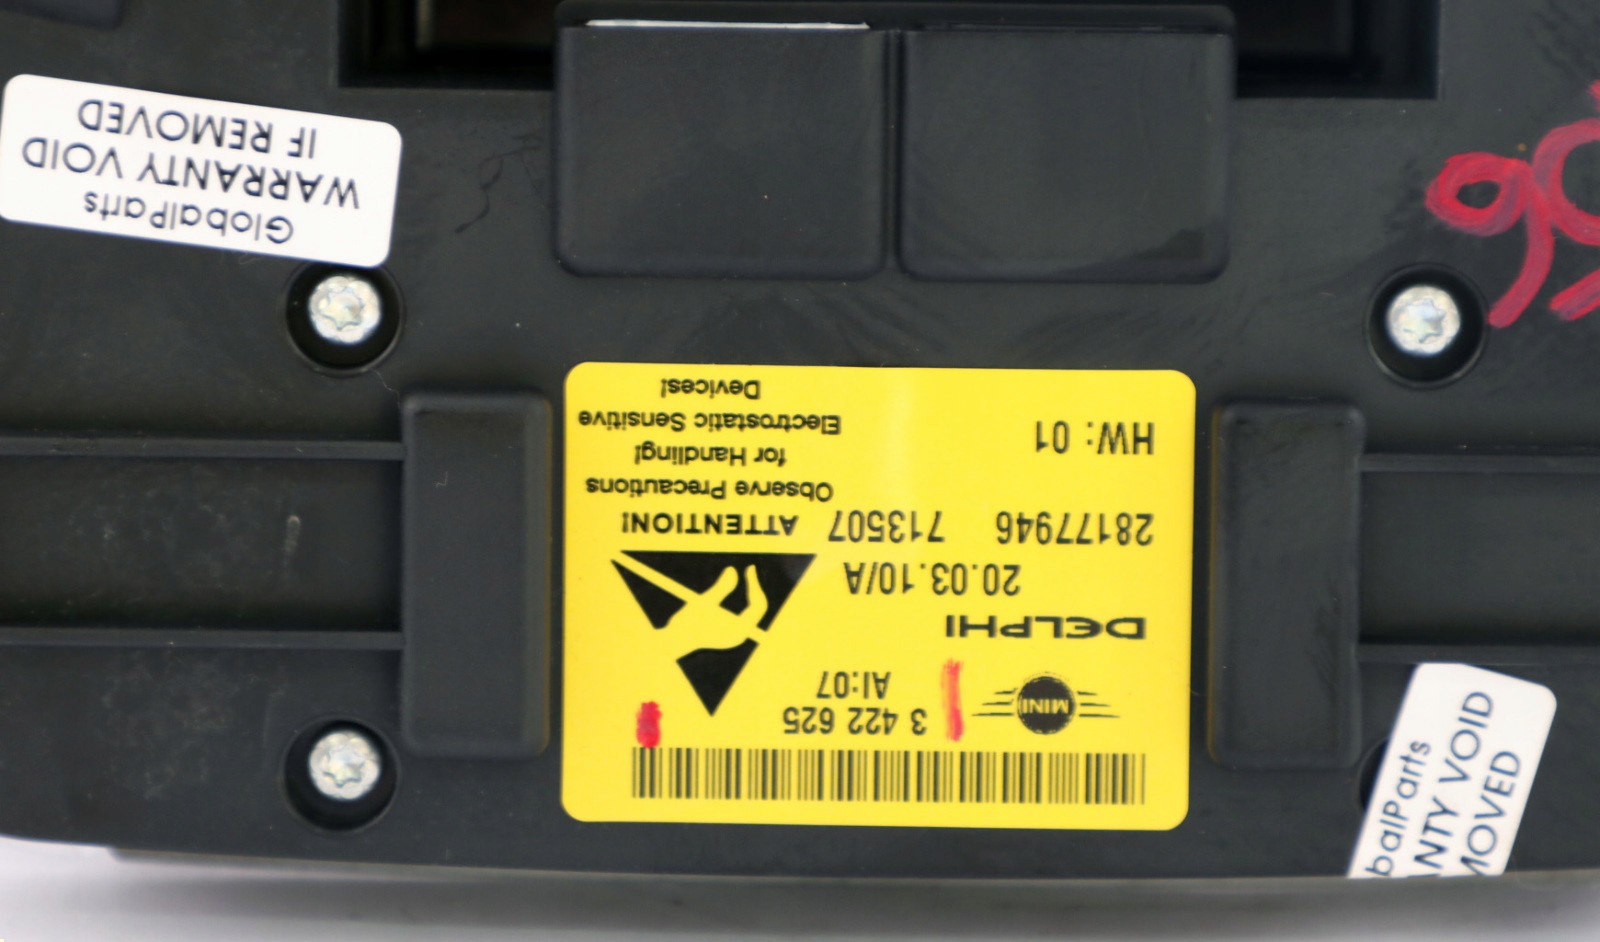 3 422 625
AI:07
MINI
DELPHI
20.03.10/A
28177946 713507
HW: 01
ATTENTION!
Observe Precautions
for Handling!
Electrostatic Sensitive
Devices!
GlobalParts
WARRANTY VOID
IF REMOVED
balParts
NTY VOID
MOVED